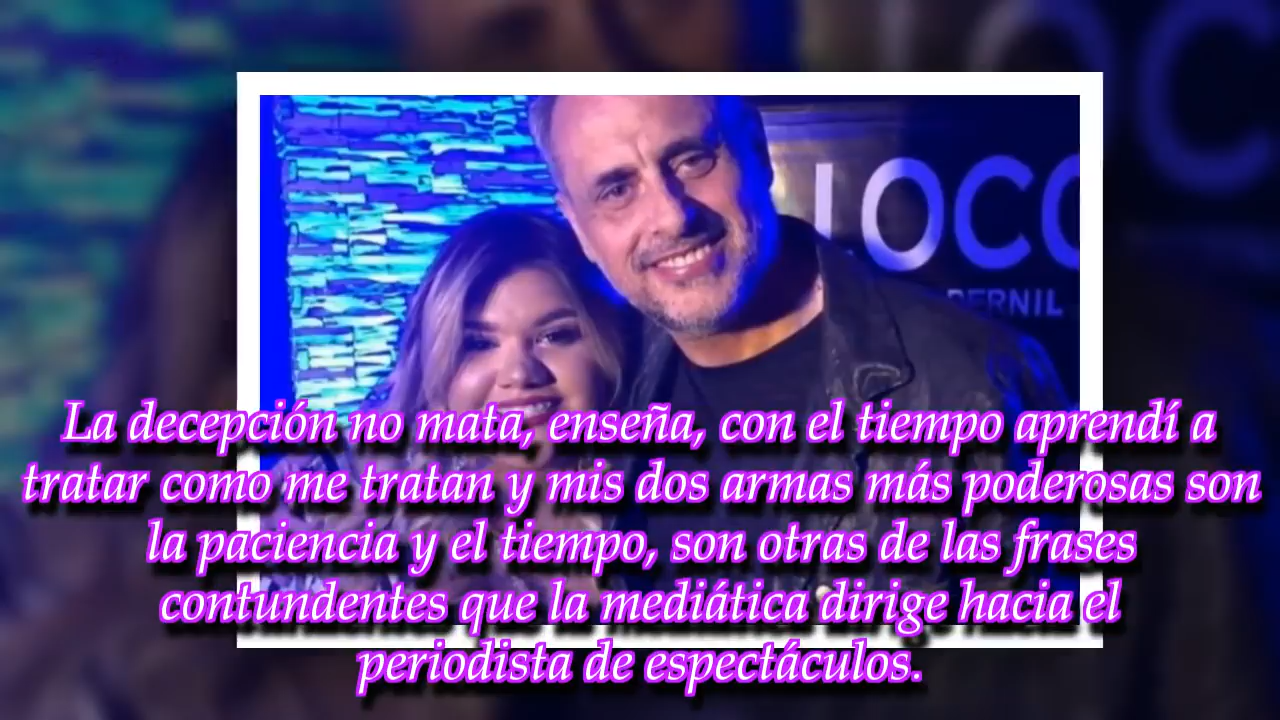 LOCO
PERNIL
La decepción no mata, enseña, con el tiempo aprendí a
tratar como me tratan y mis dos armas más poderosas son
la paciencia y el tiempo, son otras de las frases
contundentes que la mediática dirige hacia el
periodista de espectáculos.